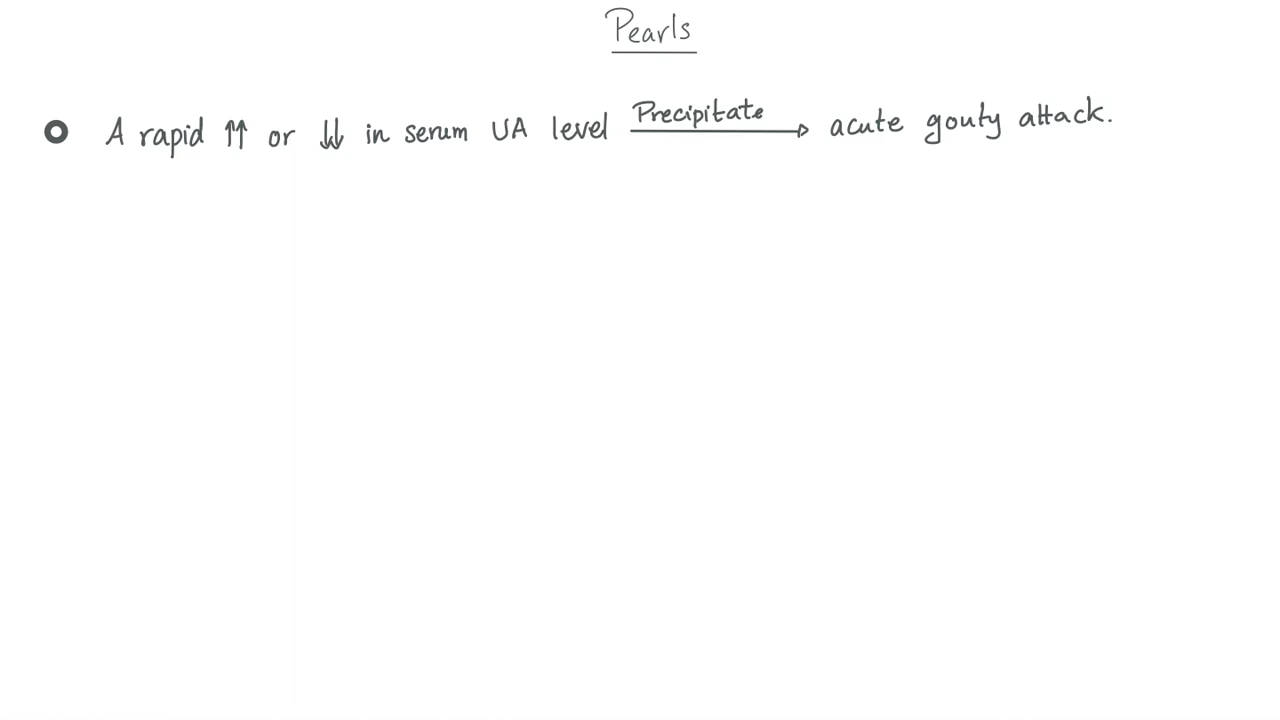 Pearls
A rapid ↑↑ or ↓↓ in serum UA level Precipitate → acute gouty attack.